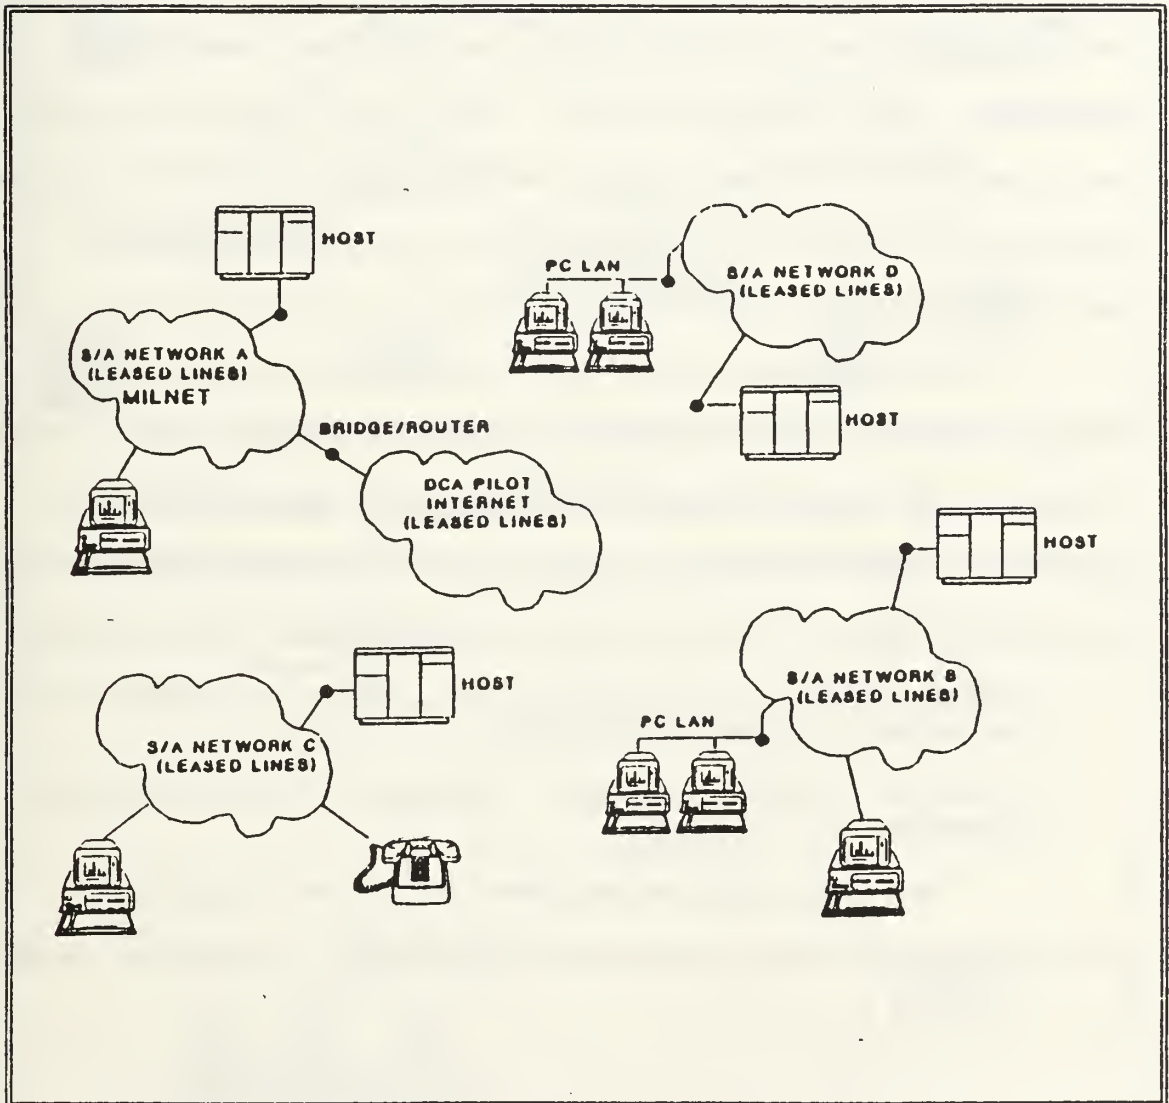 HOST
S/A NETWORK A
(LEASED LINES)
MILNET
BRIDGE/ROUTER
DCA PILOT
INTERNET
(LEASED LINES)
PC LAN
S/A NETWORK D
(LEASED LINES)
HOST
HOST
S/A NETWORK B
(LEASED LINES)
PC LAN
HOST
S/A NETWORK C
(LEASED LINES)